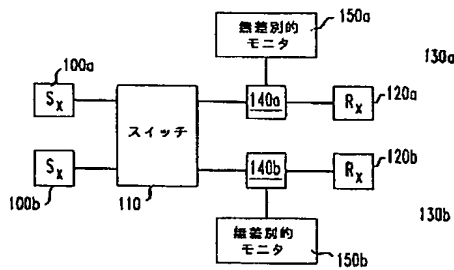 無差別的
モニタ
150a
130a
100a
Sx
140a
Rx
120a
スイッチ
Sx
140b
Rx
120b
100b
110
130b
無差別的
モニタ
150b